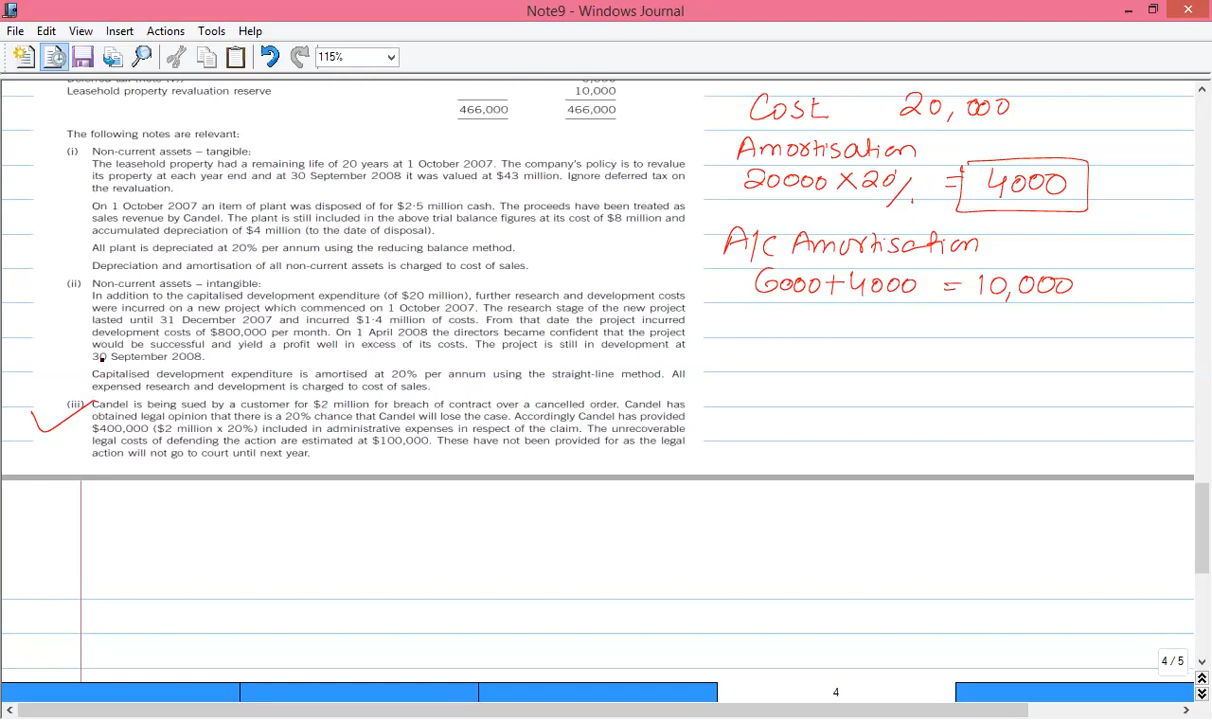 Note9 - Windows Journal
File Edit View Insert Actions Tools Help
115%
Leasehold property revaluation reserve 10,000
466,000 466,000
The following notes are relevant:
(i) Non-current assets – tangible:
The leasehold property had a remaining life of 20 years at 1 October 2007. The company's policy is to revalue
its property at each year end and at 30 September 2008 it was valued at $43 million. Ignore deferred tax on
the revaluation.
On 1 October 2007 an item of plant was disposed of for $2·5 million cash. The proceeds have been treated as
sales revenue by Candel. The plant is still included in the above trial balance figures at its cost of $8 million and
accumulated depreciation of $4 million (to the date of disposal).
All plant is depreciated at 20% per annum using the reducing balance method.
Depreciation and amortisation of all non-current assets is charged to cost of sales.
(ii) Non-current assets – intangible:
In addition to the capitalised development expenditure (of $20 million), further research and development costs
were incurred on a new project which commenced on 1 October 2007. The research stage of the new project
lasted until 31 December 2007 and incurred $1·4 million of costs. From that date the project incurred
development costs of $800,000 per month. On 1 April 2008 the directors became confident that the project
would be successful and yield a profit well in excess of its costs. The project is still in development at
30 September 2008.
Capitalised development expenditure is amortised at 20% per annum using the straight-line method. All
expensed research and development is charged to cost of sales.
(iii) Candel is being sued by a customer for $2 million for breach of contract over a cancelled order. Candel has
obtained legal opinion that there is a 20% chance that Candel will lose the case. Accordingly Candel has provided
$400,000 ($2 million x 20%) included in administrative expenses in respect of the claim. The unrecoverable
legal costs of defending the action are estimated at $100,000. These have not been provided for as the legal
action will not go to court until next year.
Cost 20,000
Amortisation
20000 X 20% = 4000
A/C Amortisation
6000+4000 = 10,000
4 / 5
4